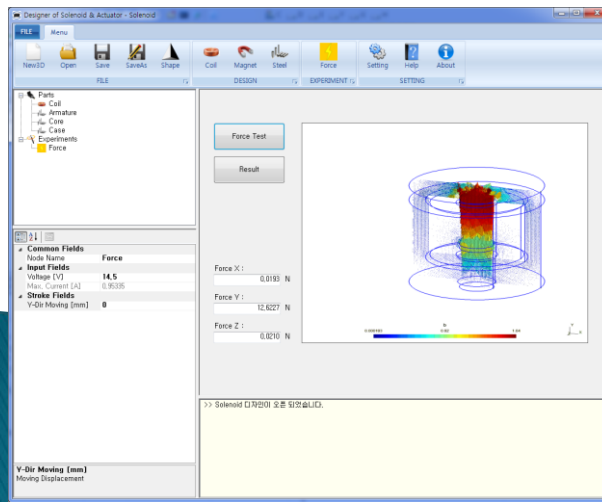 Designer of Solenoid & Actuator - Solenoid
FILE Menu
New3D Open Save SaveAs Shape Coil Magnet Steel Force Setting Help About
FILE DESIGN EXPERIMENT SETTING
Parts
Coil
Armature
Core
Case
Experiments
Force
Force Test
Result
Common Fields
Node Name Force
Input Fields
Voltage [V] 14,5
Max, Current [A] 0,95335
Stroke Fields
Y-Dir Moving [mm] 0
Force X :
0,0193 N
Force Y :
12,6227 N
Force Z :
0,0210 N
>> Solenoid 디자인이 오픈 되었습니다.
Y-Dir Moving [mm]
Moving Displacement